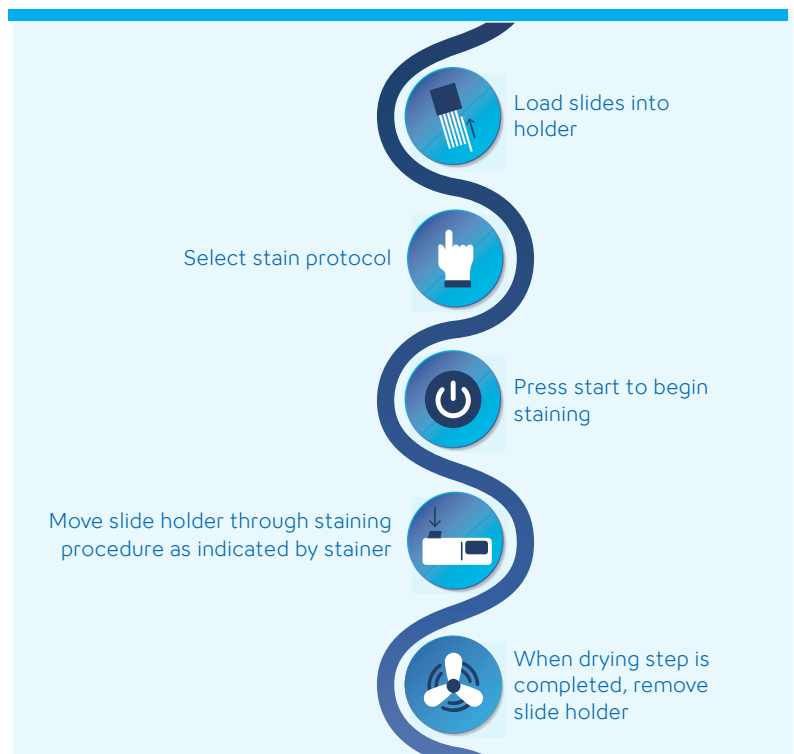 Load slides into
holder
Select stain protocol
Press start to begin
staining
Move slide holder through staining
procedure as indicated by stainer
When drying step is
completed, remove
slide holder